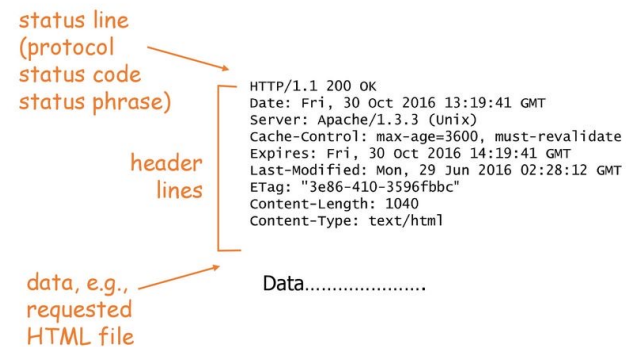 status line
(protocol
status code
status phrase)
HTTP/1.1 200 OK
Date: Fri, 30 Oct 2016 13:19:41 GMT
Server: Apache/1.3.3 (Unix)
Cache-Control: max-age=3600, must-revalidate
Expires: Fri, 30 Oct 2016 14:19:41 GMT
Last-Modified: Mon, 29 Jun 2016 02:28:12 GMT
ETag: "3e86-410-3596fbbc"
Content-Length: 1040
Content-Type: text/html
header
lines
data, e.g.,
requested
HTML file
Data………………….